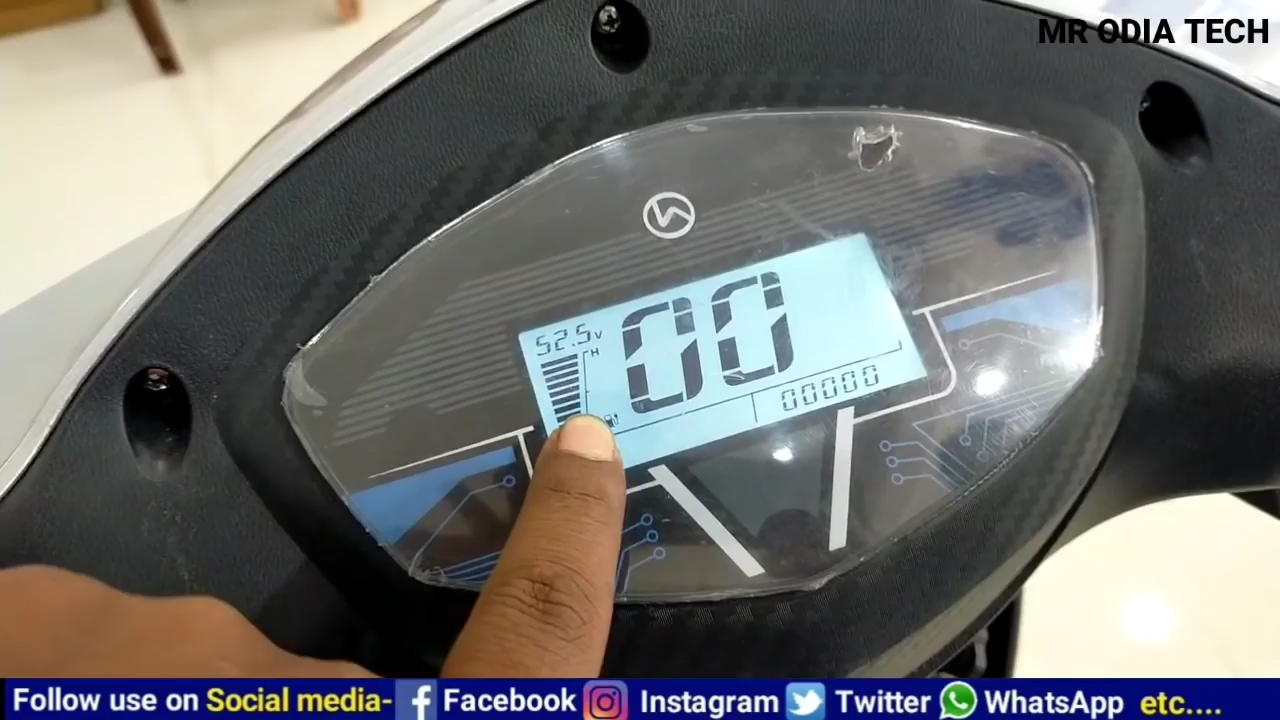 MR ODIA TECH
52.5V
H
00
00000
Follow use on Social media- Facebook Instagram Twitter WhatsApp etc....